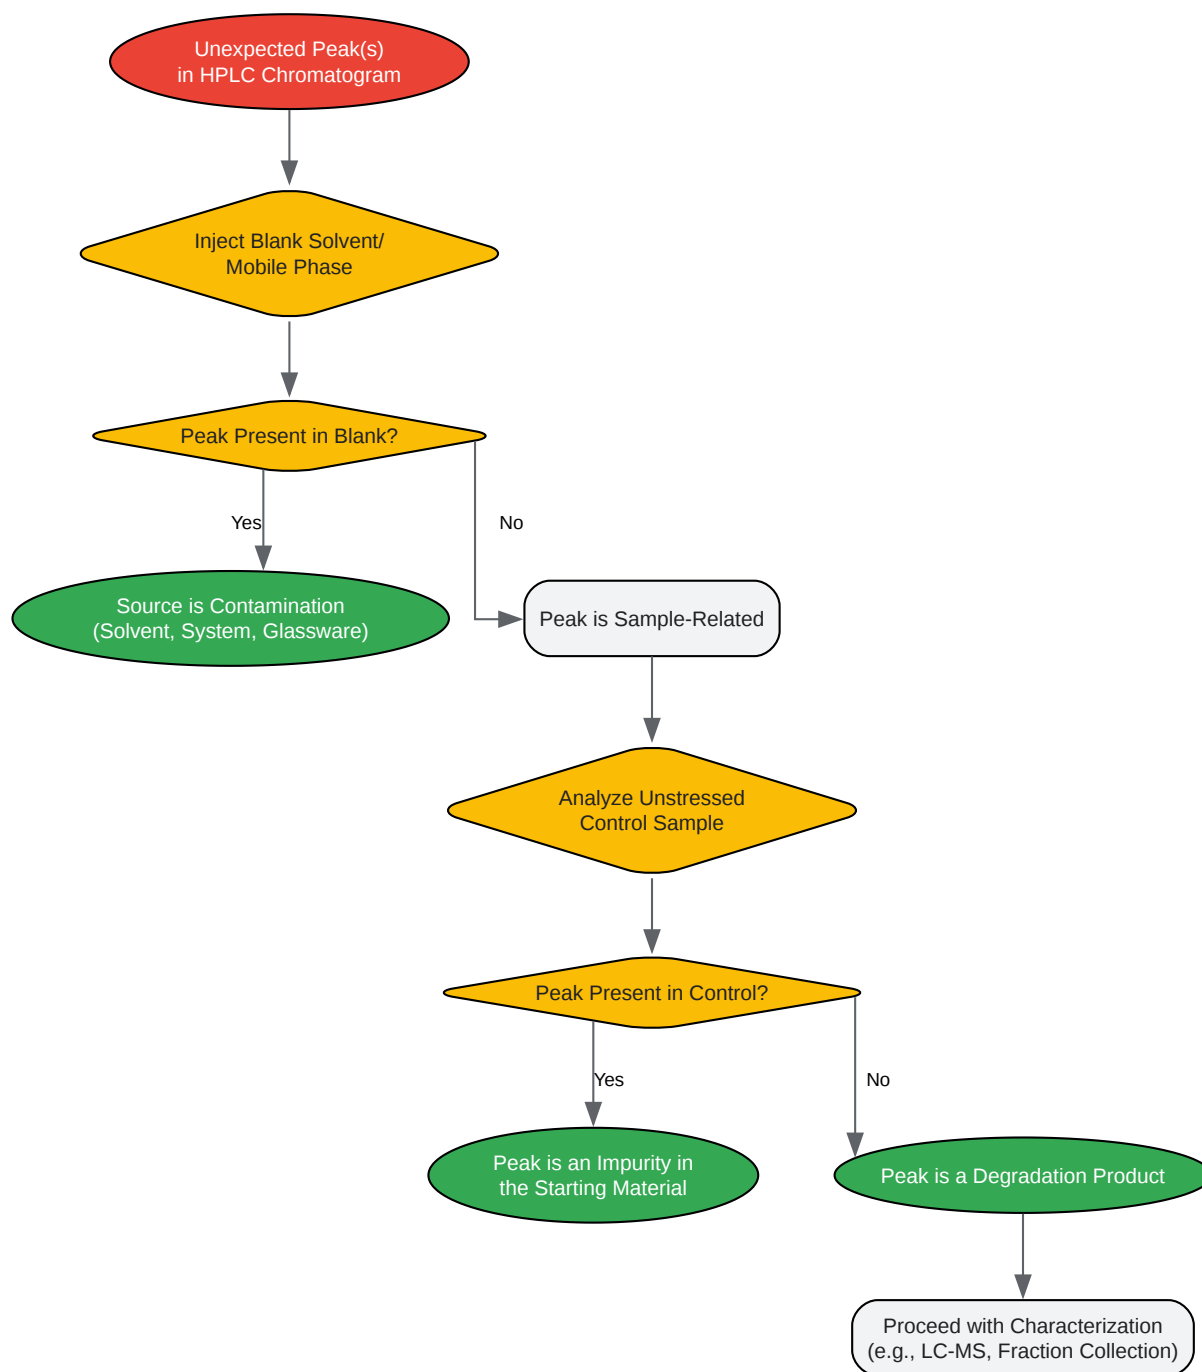 Unexpected Peak(s)
in HPLC Chromatogram
Inject Blank Solvent/
Mobile Phase
Peak Present in Blank?
Yes
No
Source is Contamination
(Solvent, System, Glassware)
Peak is Sample-Related
Analyze Unstressed
Control Sample
Peak Present in Control?
Yes
No
Peak is an Impurity in
the Starting Material
Peak is a Degradation Product
Proceed with Characterization
(e.g., LC-MS, Fraction Collection)